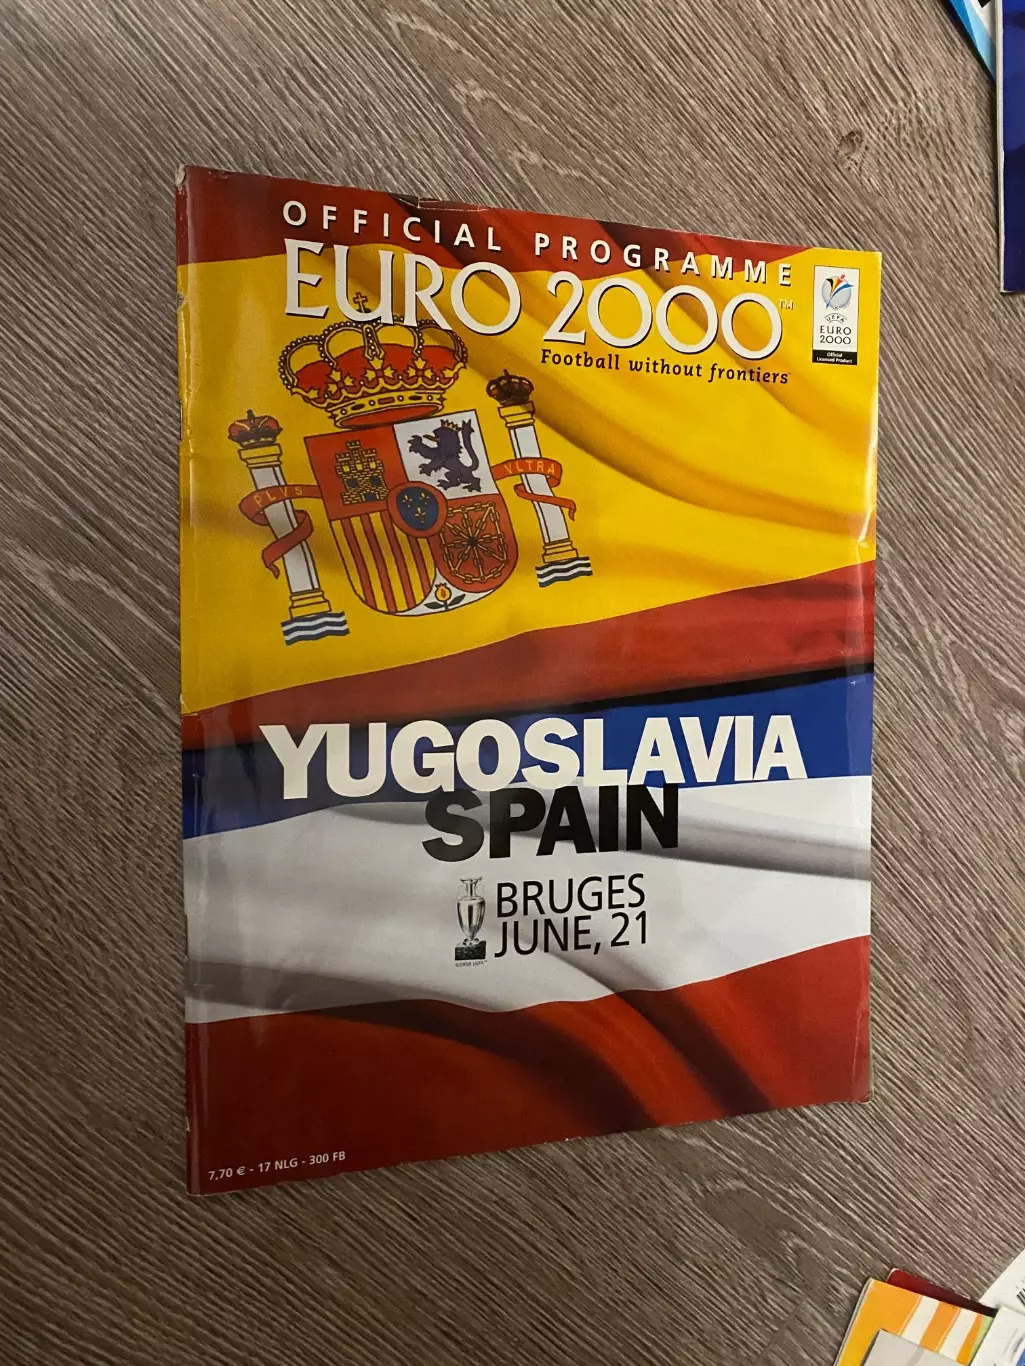 OFFICIAL PROGRAMME
EURO 2000™
Football without frontiers
UEFA
EURO
2000
Official
Licensed Product
PLVS
VLTRA
YUGOSLAVIA
SPAIN
BRUGES
JUNE, 21
7,70 € - 17 NLG - 300 FB